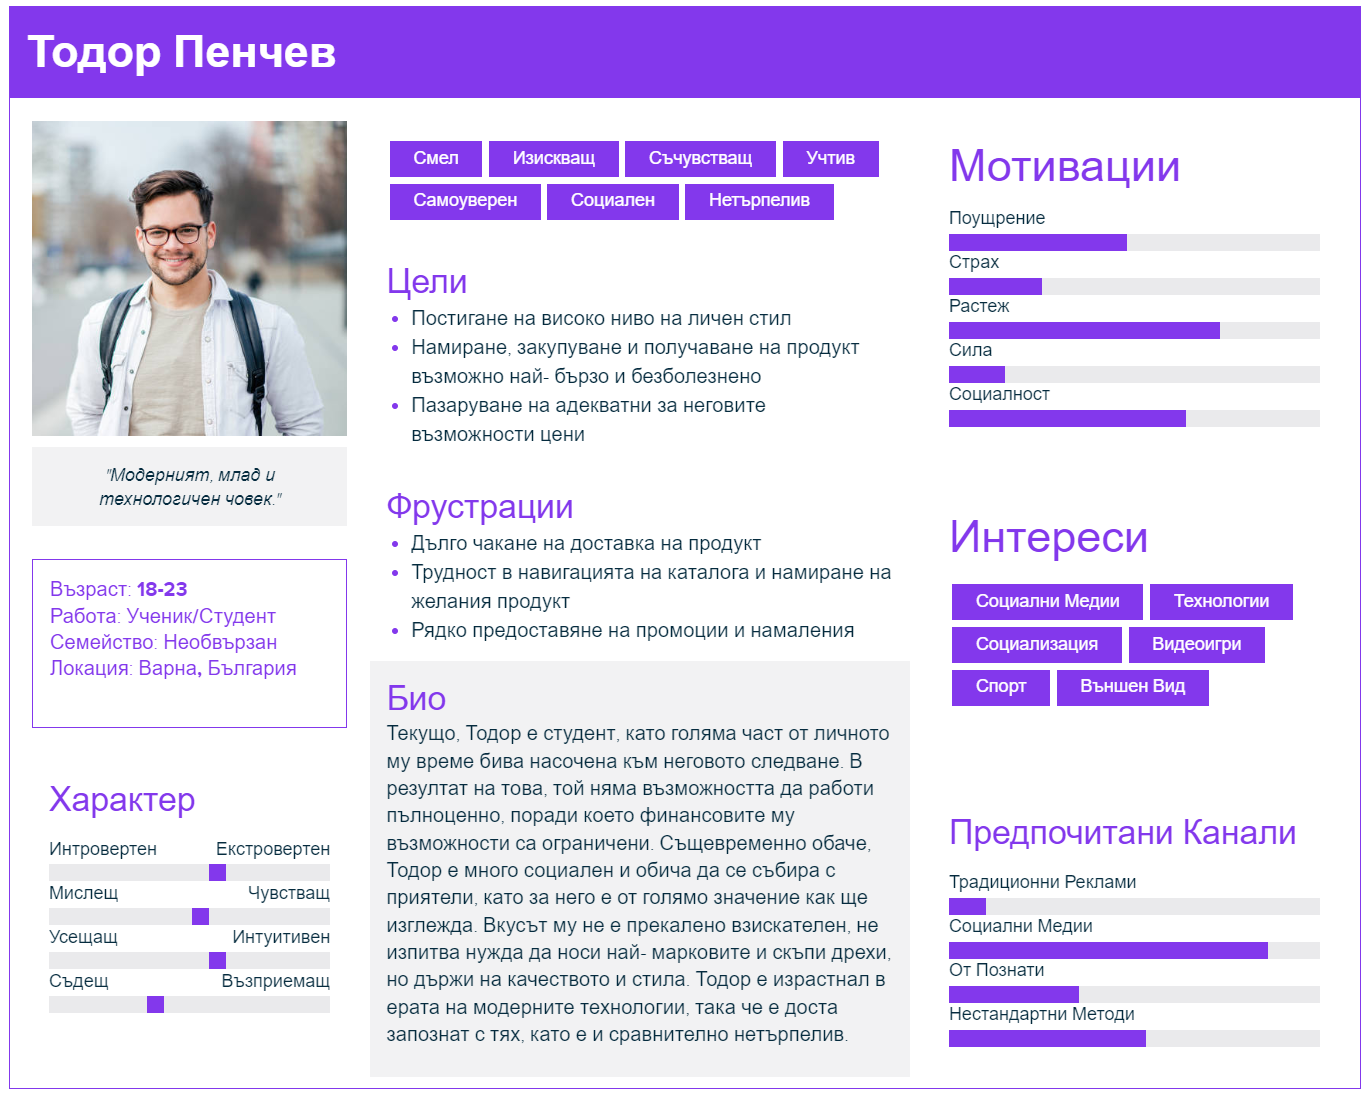 Тодор Пенчев
"Модерният, млад и
технологичен човек."
Възраст: 18-23
Работа: Ученик/Студент
Семейство: Необвързан
Локация: Варна, България
Характер
Интровертен Екстровертен
Мислещ Чувстващ
Усещащ Интуитивен
Съдещ Възприемащ
Смел Изискващ Съчувстващ Учтив
Самоуверен Социален Нетърпелив
Цели
Постигане на високо ниво на личен стил
Намиране, закупуване и получаване на продукт
възможно най- бързо и безболезнено
Пазаруване на адекватни за неговите
възможности цени
Фрустрации
Дълго чакане на доставка на продукт
Трудност в навигацията на каталога и намиране на
желания продукт
Рядко предоставяне на промоции и намаления
Био
Текущо, Тодор е студент, като голяма част от личното
му време бива насочена към неговото следване. В
резултат на това, той няма възможността да работи
пълноценно, поради което финансовите му
възможности са ограничени. Същевременно обаче,
Тодор е много социален и обича да се събира с
приятели, като за него е от голямо значение как ще
изглежда. Вкусът му не е прекалено взискателен, не
изпитва нужда да носи най- марковите и скъпи дрехи,
но държи на качеството и стила. Тодор е израстнал в
ерата на модерните технологии, така че е доста
запознат с тях, като е и сравнително нетърпелив.
Мотивации
Поущрение
Страх
Растеж
Сила
Социалност
Интереси
Социални Медии Технологии
Социализация Видеоигри
Спорт Външен Вид
Предпочитани Канали
Традиционни Реклами
Социални Медии
От Познати
Нестандартни Методи